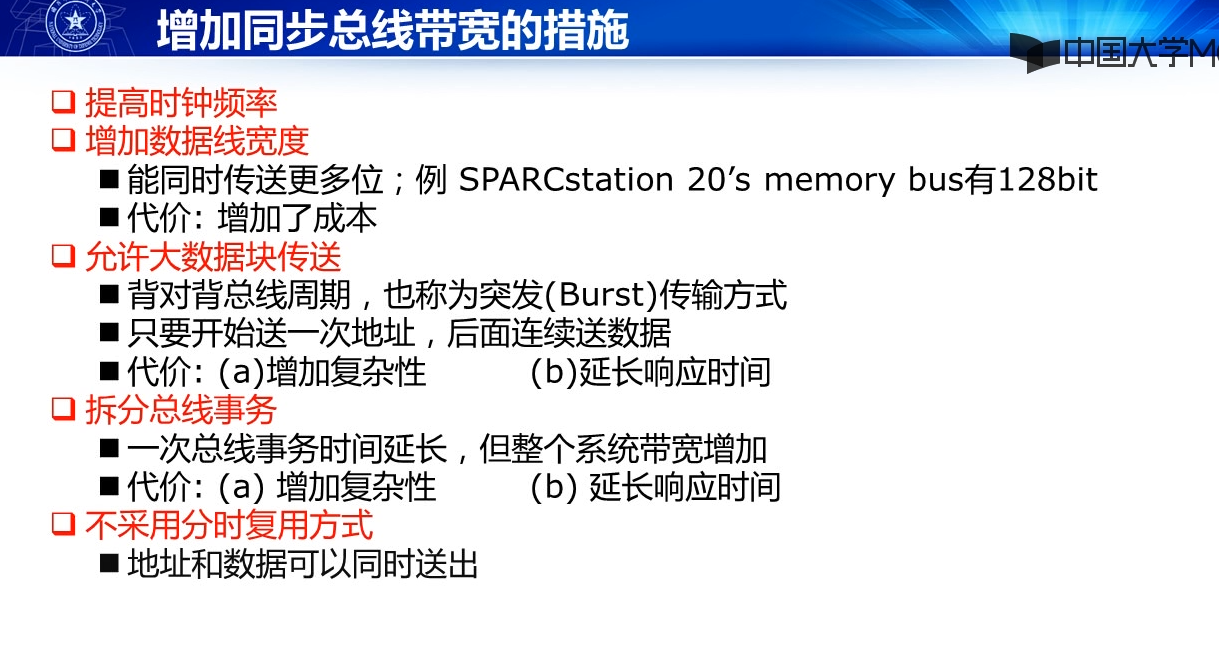 增加同步总线带宽的措施
中国大学M
❑ 提高时钟频率
❑ 增加数据线宽度
■ 能同时传送更多位；例 SPARCstation 20’s memory bus有128bit
■ 代价: 增加了成本
❑ 允许大数据块传送
■ 背对背总线周期，也称为突发(Burst)传输方式
■ 只要开始送一次地址，后面连续送数据
■ 代价: (a)增加复杂性 (b)延长响应时间
❑ 拆分总线事务
■ 一次总线事务时间延长，但整个系统带宽增加
■ 代价: (a) 增加复杂性 (b) 延长响应时间
❑ 不采用分时复用方式
■ 地址和数据可以同时送出